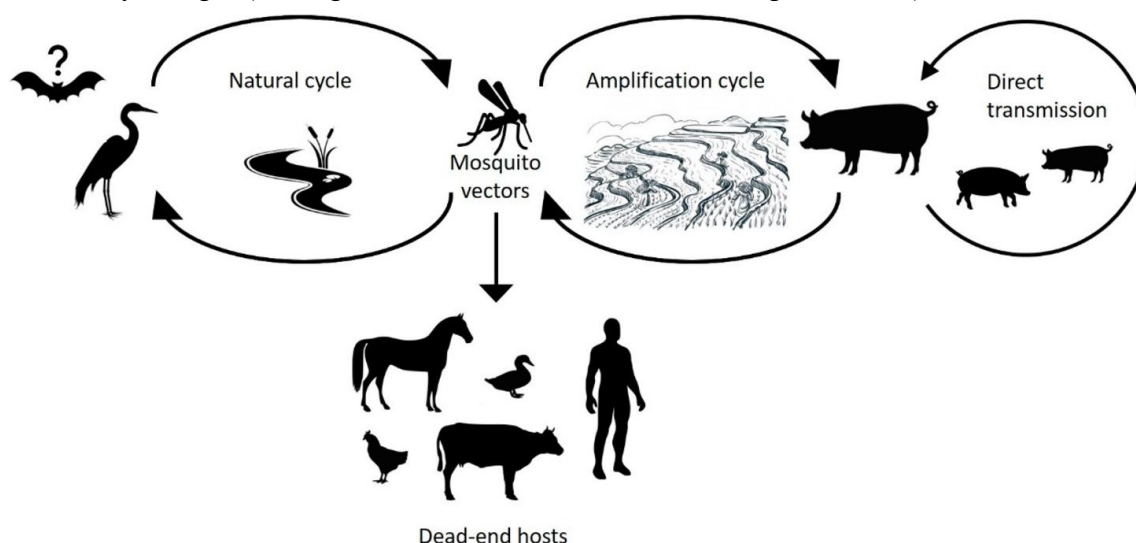 ?
Natural cycle
Amplification cycle
Direct
transmission
Mosquito
vectors
Dead-end hosts